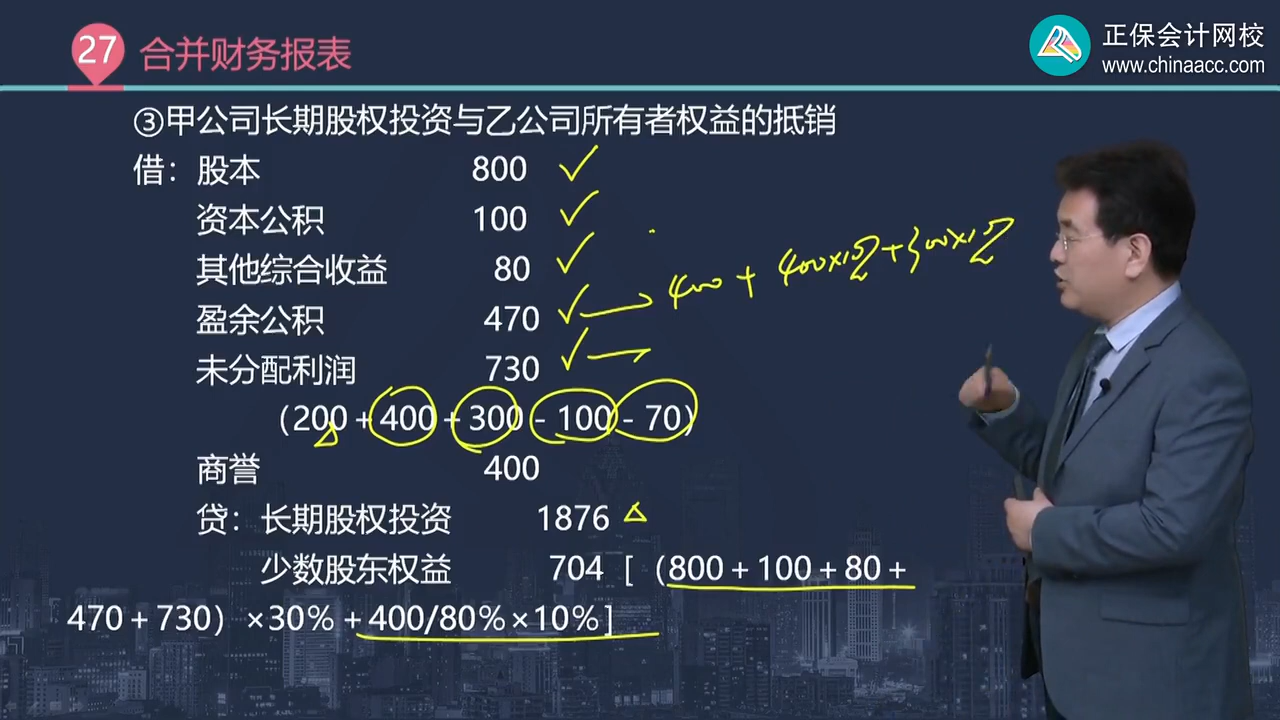 27 合并财务报表
正保会计网校
www.chinaacc.com
③甲公司长期股权投资与乙公司所有者权益的抵销
借：股本 800
资本公积 100
其他综合收益 80
盈余公积 470
400 + 400×10% + 300×10%
未分配利润 730
（200＋400＋300－100－70）
商誉 400
贷：长期股权投资 1876
少数股东权益 704［（800＋100＋80＋
470＋730）×30%＋400/80%×10%］